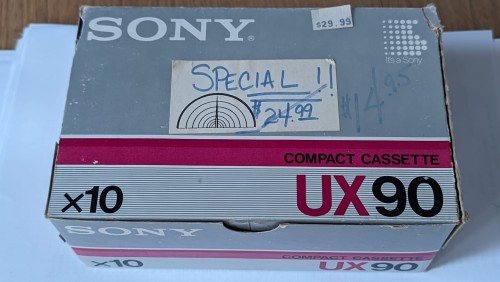 SONY®
$29.99
It's a Sony
SPECIAL !!
$24.99
$14.95
COMPACT CASSETTE
x10
UX90
SONY
COMPACT CASSETTE
x10
UX90